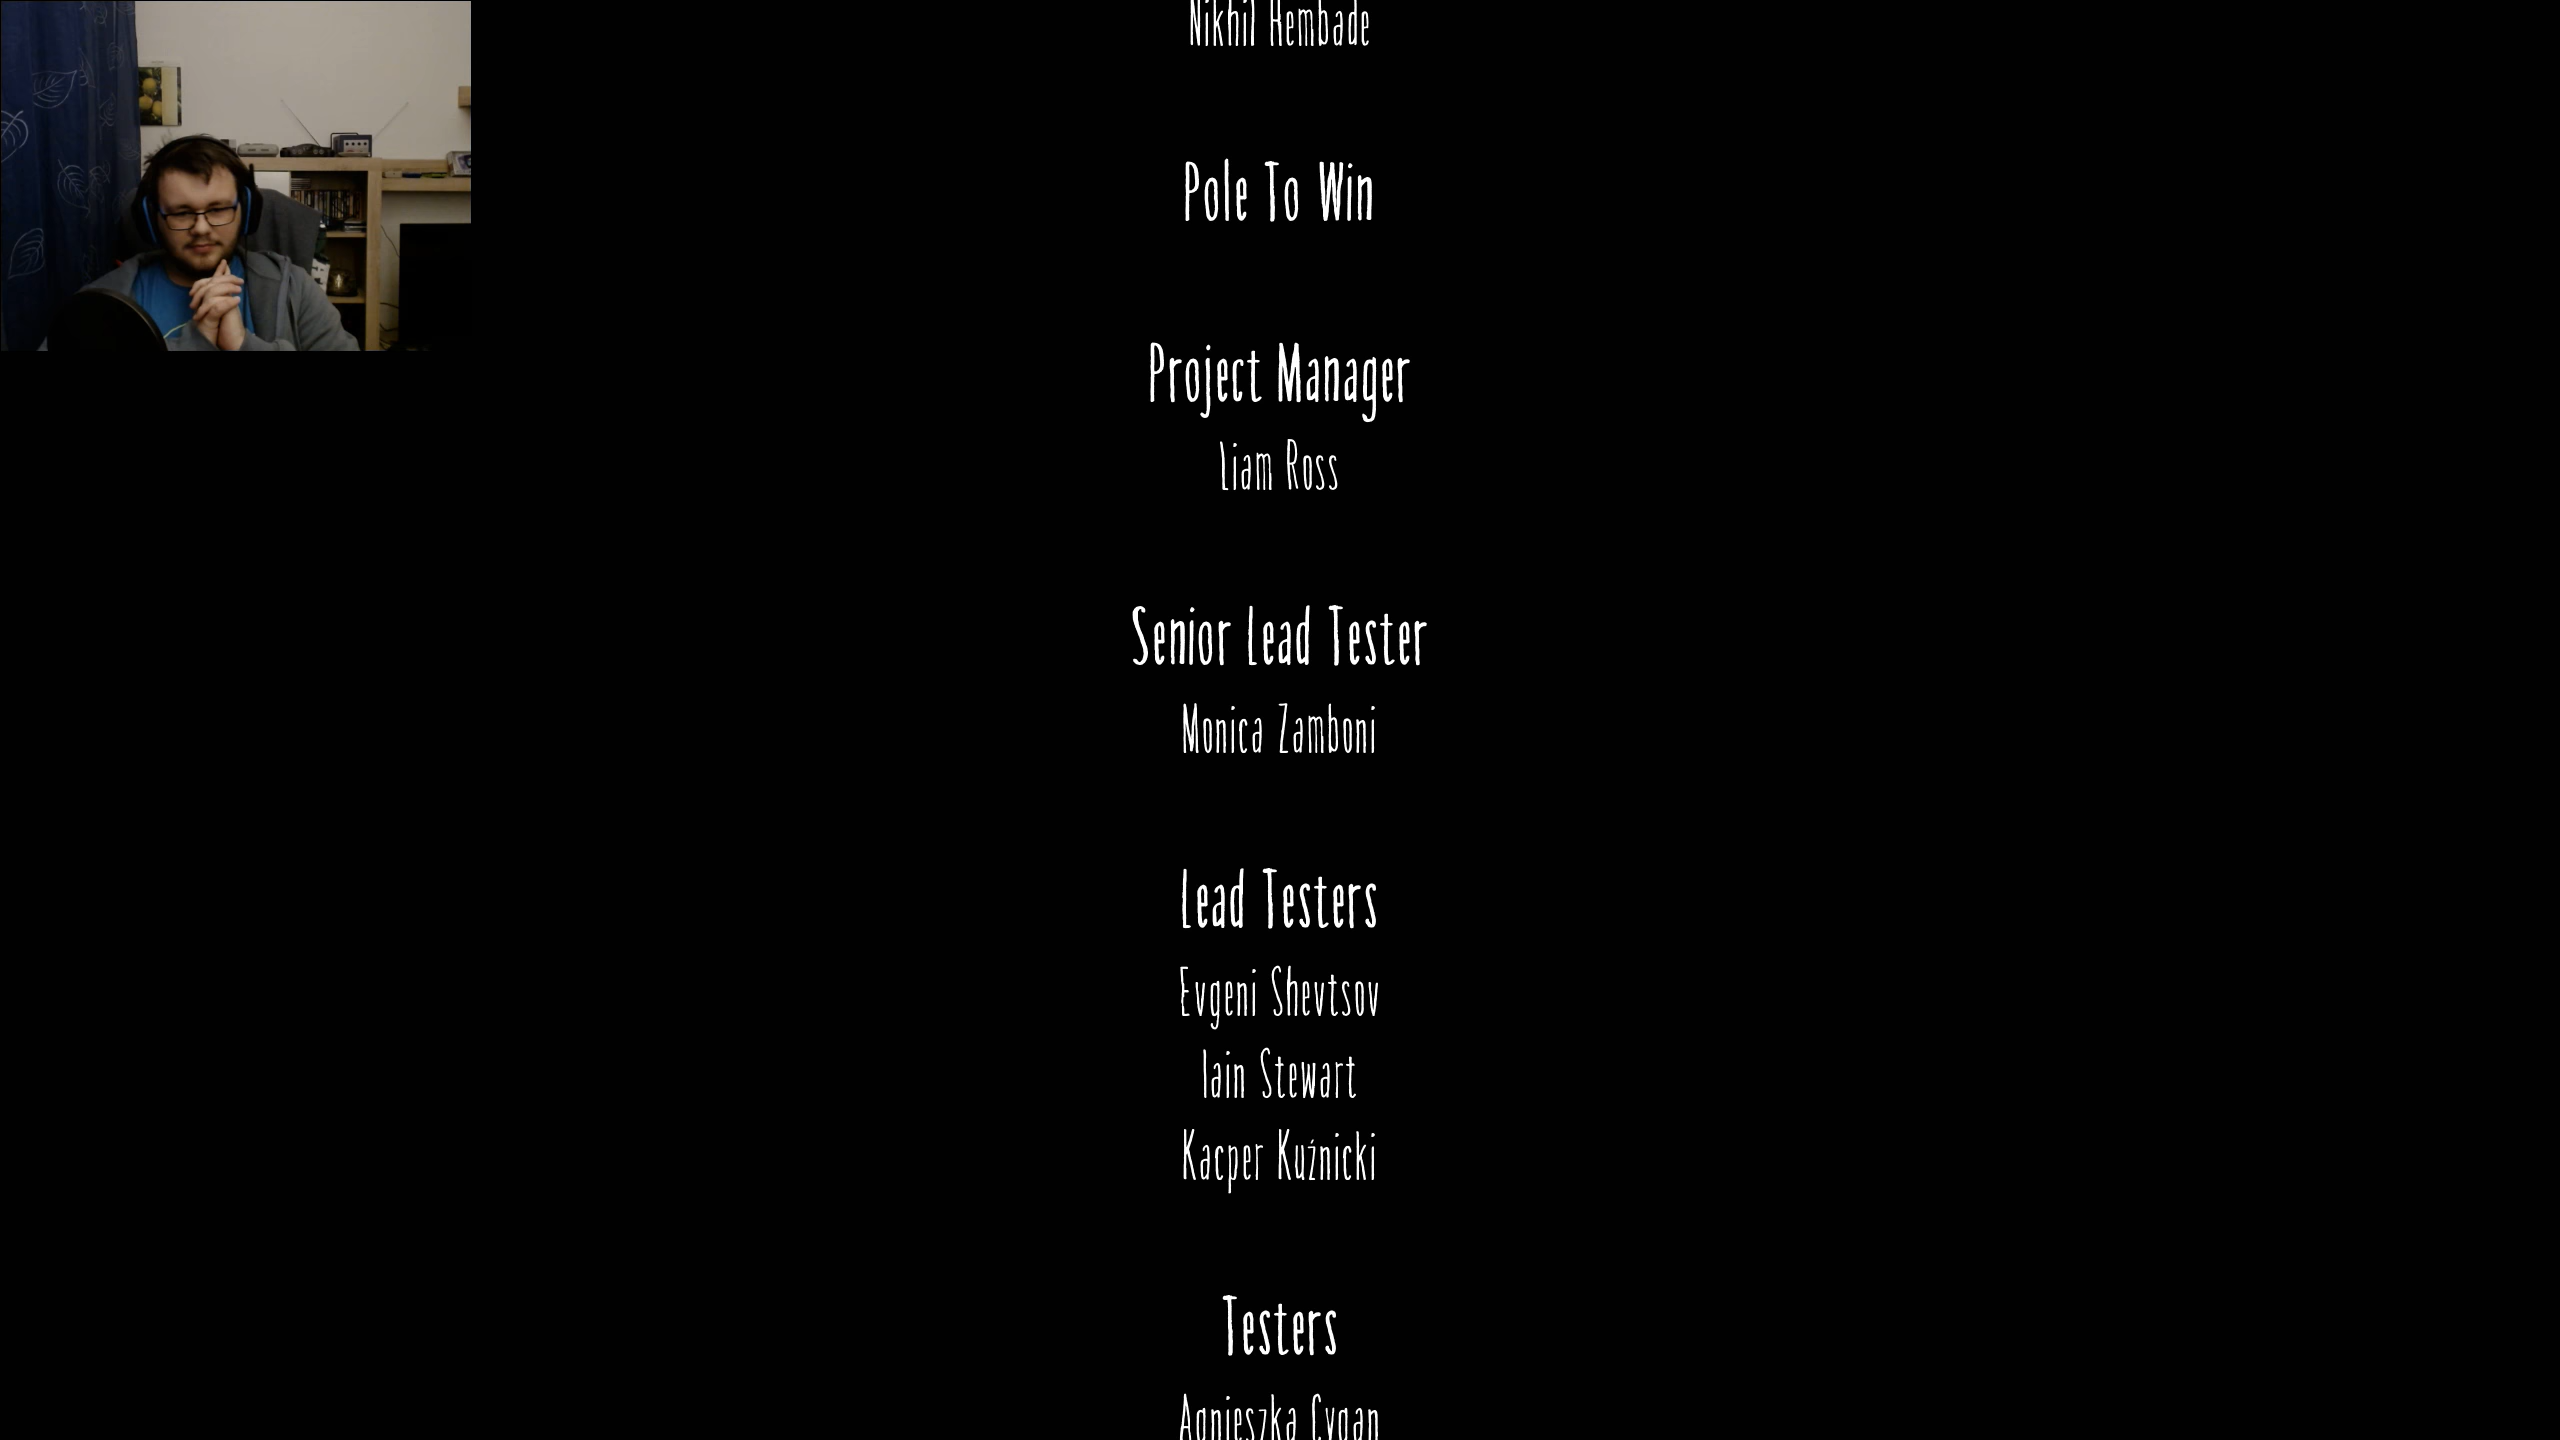 Nikhil Hembade
Pole To Win
Project Manager
Liam Ross
Senior Lead Tester
Monica Zamboni
Lead Testers
Evgeni Shevtsov
Iain Stewart
Kacper Kuźnicki
Testers
Agnieszka Cygan